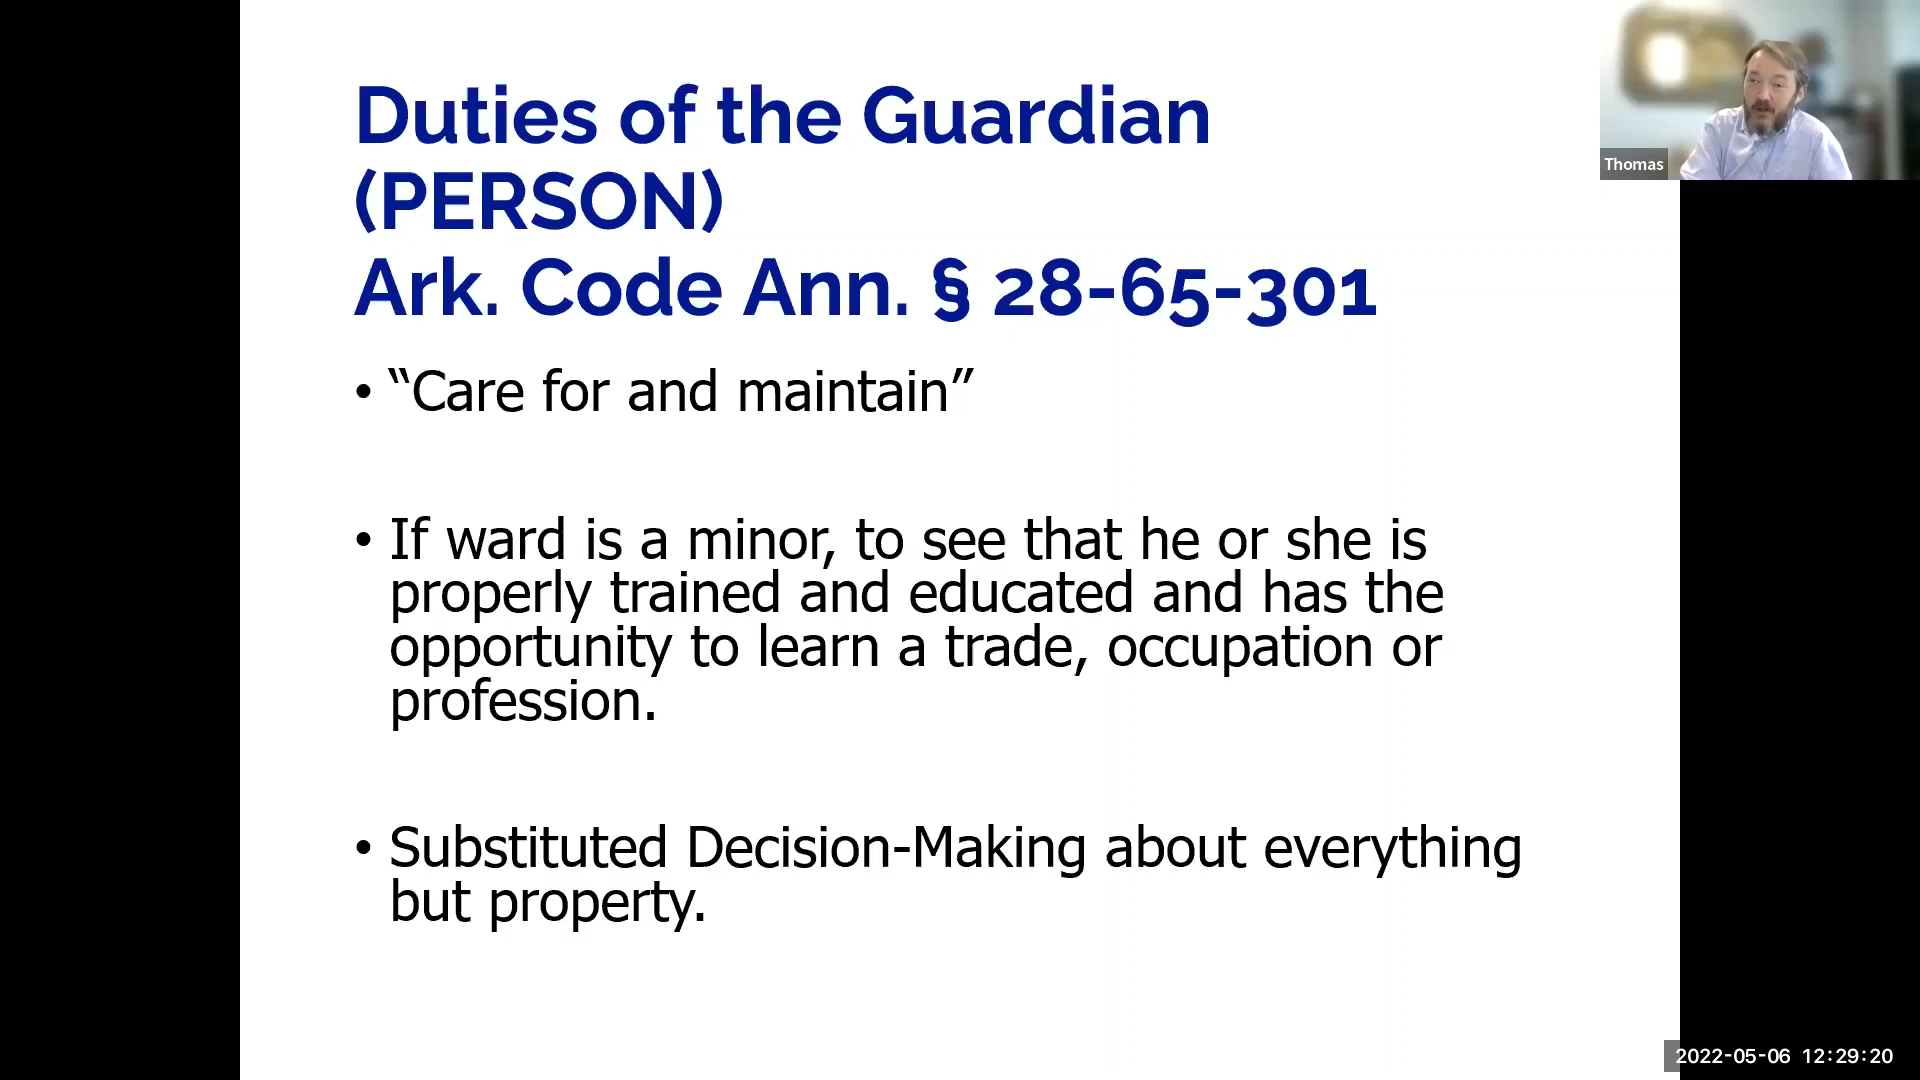 Duties of the Guardian
(PERSON)
Ark. Code Ann. § 28-65-301
• “Care for and maintain”
• If ward is a minor, to see that he or she is
properly trained and educated and has the
opportunity to learn a trade, occupation or
profession.
• Substituted Decision-Making about everything
but property.
Thomas
2022-05-06 12:29:20